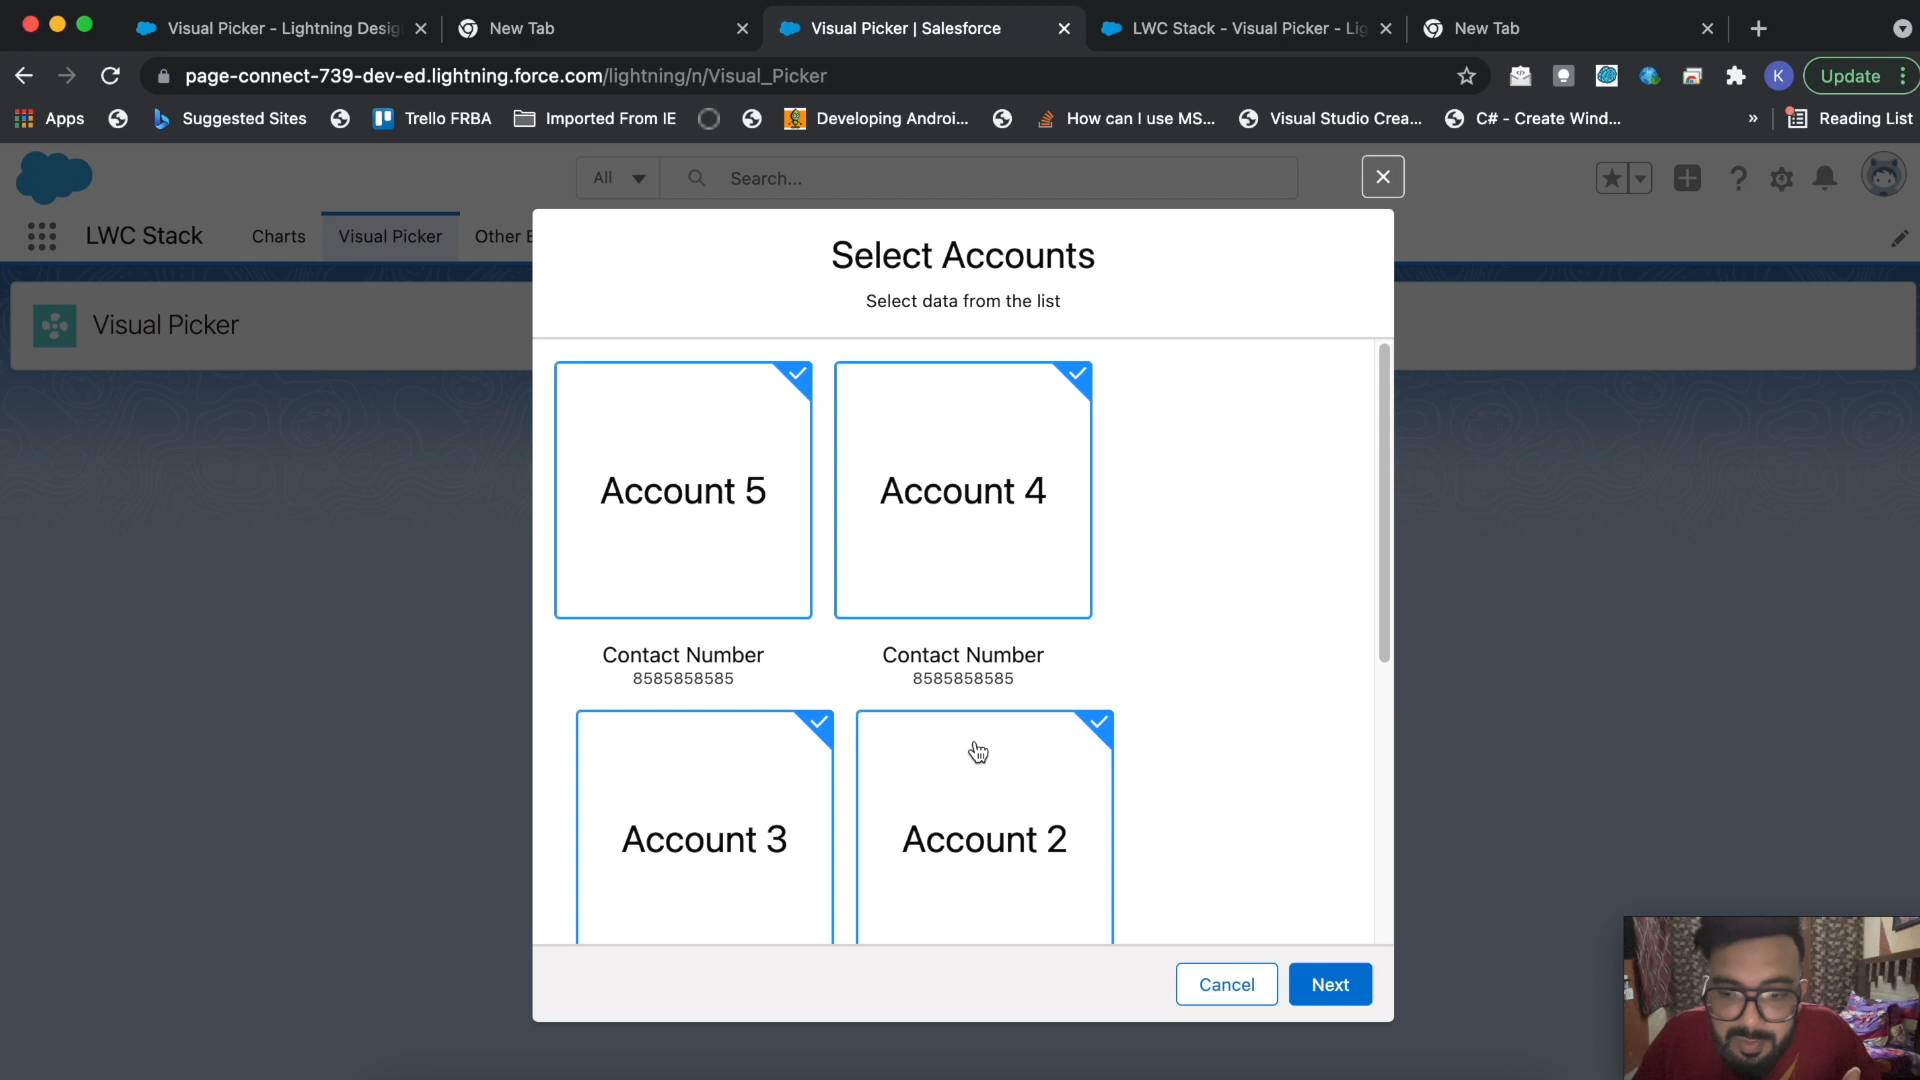 Visual Picker - Lightning Desig
New Tab
Visual Picker | Salesforce
LWC Stack - Visual Picker - Lig
New Tab
page-connect-739-dev-ed.lightning.force.com/lightning/n/Visual_Picker
K
Update
Apps
Suggested Sites
Trello FRBA
Imported From IE
Developing Androi...
How can I use MS...
Visual Studio Crea...
C# - Create Wind...
»
Reading List
All
Search...
LWC Stack
Charts
Visual Picker
Other
Visual Picker
Select Accounts
Select data from the list
Account 5
Account 4
Contact Number
8585858585
Contact Number
8585858585
Account 3
Account 2
Cancel
Next